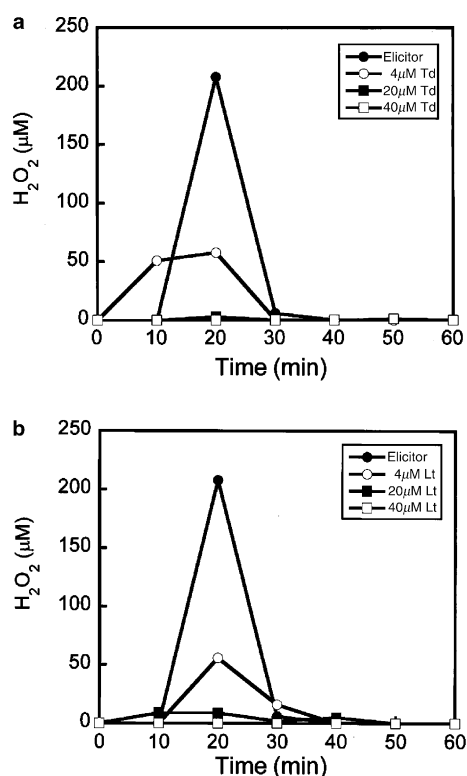 a
250
200
150
100
50
0
H₂O₂ (μM)
Elicitor
4μM Td
20μM Td
40μM Td
0 10 20 30 40 50 60
Time (min)
b
250
200
150
100
50
0
H₂O₂ (μM)
Elicitor
4μM Lt
20μM Lt
40μM Lt
0 10 20 30 40 50 60
Time (min)